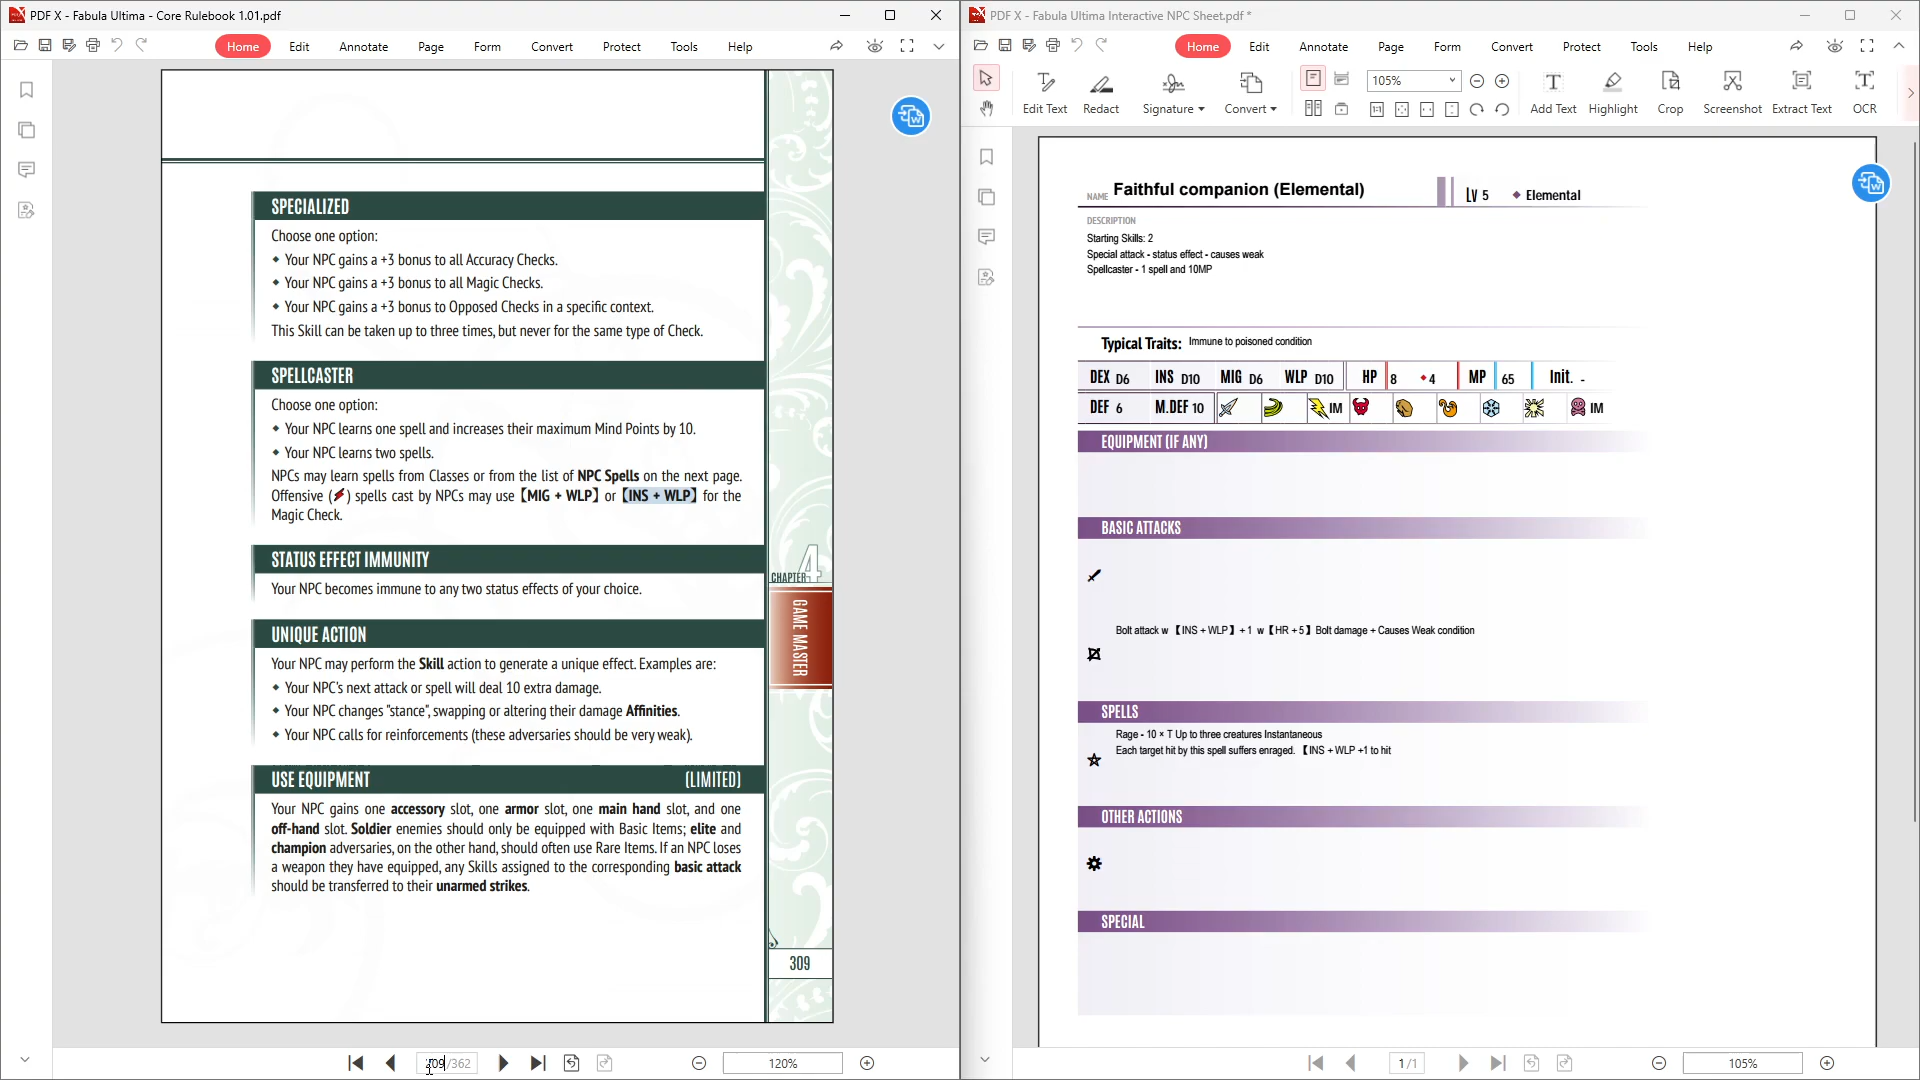 PDF X - Fabula Ultima - Core Rulebook 1.01.pdf
Home Edit Annotate Page Form Convert Protect Tools Help
SPECIALIZED
Choose one option:
◆ Your NPC gains a +3 bonus to all Accuracy Checks.
◆ Your NPC gains a +3 bonus to all Magic Checks.
◆ Your NPC gains a +3 bonus to Opposed Checks in a specific context.
This Skill can be taken up to three times, but never for the same type of Check.
SPELLCASTER
Choose one option:
◆ Your NPC learns one spell and increases their maximum Mind Points by 10.
◆ Your NPC learns two spells.
NPCs may learn spells from Classes or from the list of NPC Spells on the next page.
Offensive (⚡) spells cast by NPCs may use 【MIG + WLP】 or 【INS + WLP】 for the
Magic Check.
STATUS EFFECT IMMUNITY
Your NPC becomes immune to any two status effects of your choice.
UNIQUE ACTION
Your NPC may perform the Skill action to generate a unique effect. Examples are:
◆ Your NPC's next attack or spell will deal 10 extra damage.
◆ Your NPC changes "stance", swapping or altering their damage Affinities.
◆ Your NPC calls for reinforcements (these adversaries should be very weak).
USE EQUIPMENT (LIMITED)
Your NPC gains one accessory slot, one armor slot, one main hand slot, and one
off-hand slot. Soldier enemies should only be equipped with Basic Items; elite and
champion adversaries, on the other hand, should often use Rare Items. If an NPC loses
a weapon they have equipped, any Skills assigned to the corresponding basic attack
should be transferred to their unarmed strikes.
CHAPTER 4
GAME MASTER
309
309/362
120%
PDF X - Fabula Ultima Interactive NPC Sheet.pdf *
Home Edit Annotate Page Form Convert Protect Tools Help
105%
Edit Text Redact Signature Convert Add Text Highlight Crop Screenshot Extract Text OCR
NAME Faithful companion (Elemental) LV 5 ◆ Elemental
DESCRIPTION
Starting Skills: 2
Special attack - status effect - causes weak
Spellcaster - 1 spell and 10MP
Typical Traits: Immune to poisoned condition
DEX D6 INS D10 MIG D6 WLP D10 HP 8 ◆ 4 MP 65 Init. -
DEF 6 M.DEF 10 IM IM
EQUIPMENT (IF ANY)
BASIC ATTACKS
Bolt attack w 【INS + WLP】 + 1 w 【HR + 5】 Bolt damage + Causes Weak condition
SPELLS
Rage - 10 × T Up to three creatures Instantaneous
Each target hit by this spell suffers enraged. 【INS + WLP +1 to hit
OTHER ACTIONS
SPECIAL
1/1
105%